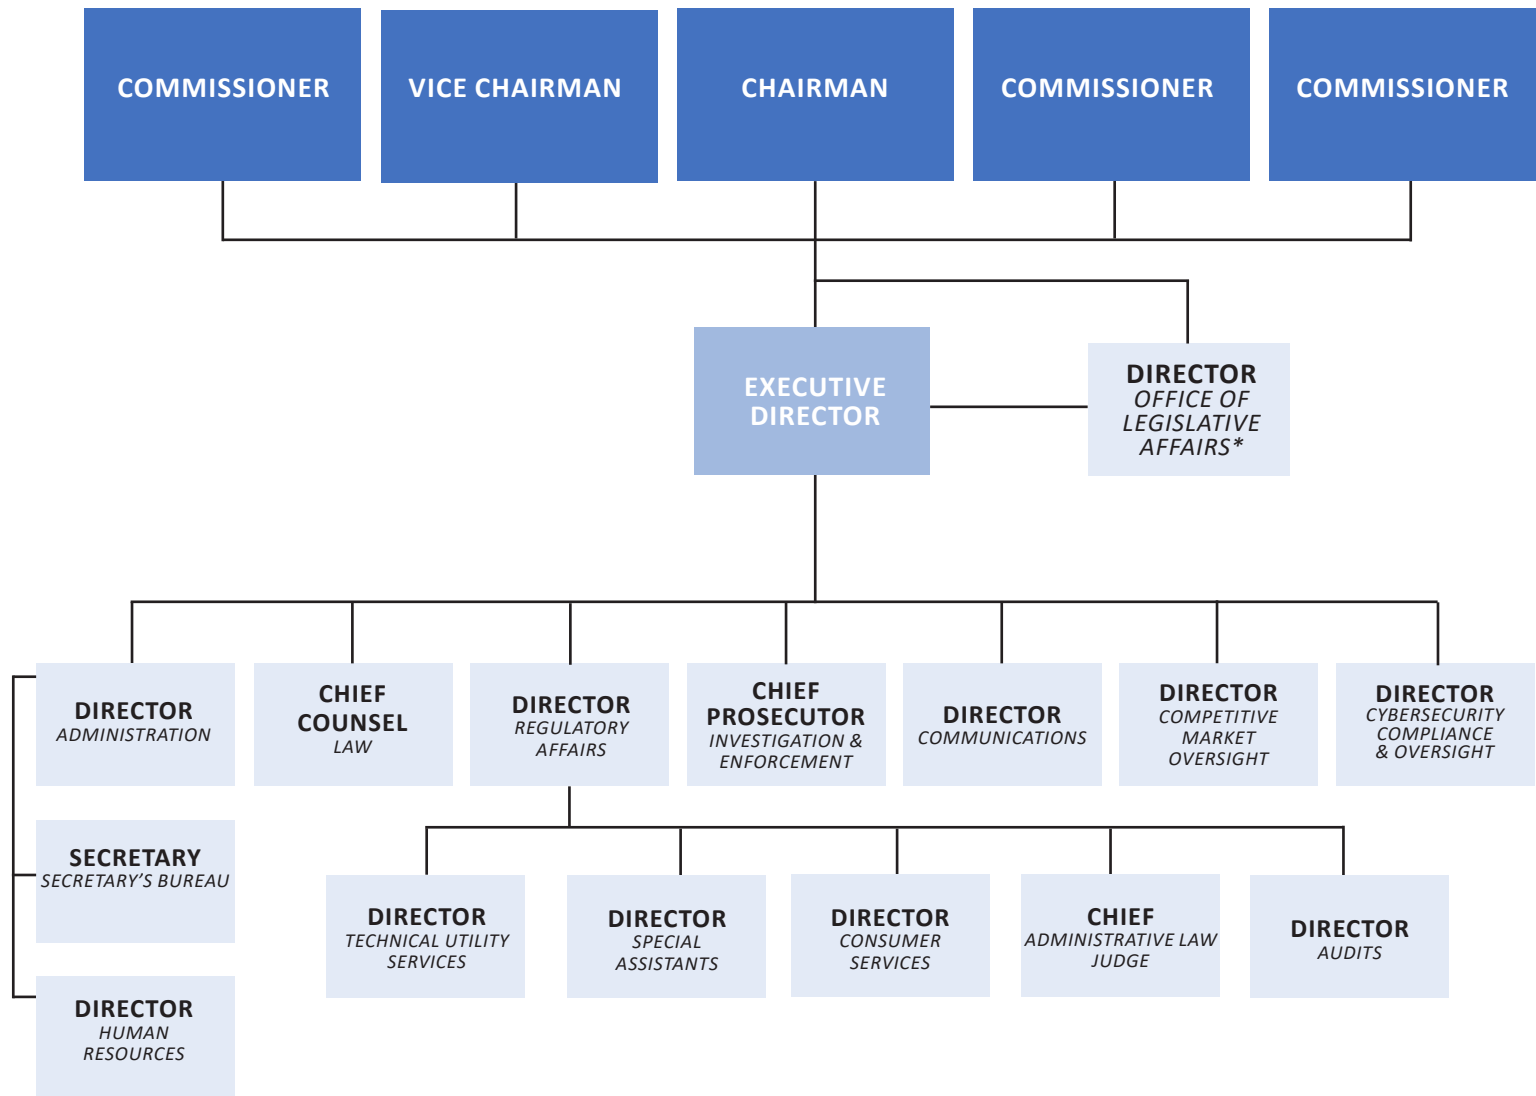 COMMISSIONER
VICE CHAIRMAN
CHAIRMAN
COMMISSIONER
COMMISSIONER
EXECUTIVE
DIRECTOR
DIRECTOR
OFFICE OF
LEGISLATIVE
AFFAIRS*
DIRECTOR
ADMINISTRATION
CHIEF
COUNSEL
LAW
DIRECTOR
REGULATORY
AFFAIRS
CHIEF
PROSECUTOR
INVESTIGATION &
ENFORCEMENT
DIRECTOR
COMMUNICATIONS
DIRECTOR
COMPETITIVE
MARKET
OVERSIGHT
DIRECTOR
CYBERSECURITY
COMPLIANCE
& OVERSIGHT
SECRETARY
SECRETARY’S BUREAU
DIRECTOR
HUMAN
RESOURCES
DIRECTOR
TECHNICAL UTILITY
SERVICES
DIRECTOR
SPECIAL
ASSISTANTS
DIRECTOR
CONSUMER
SERVICES
CHIEF
ADMINISTRATIVE LAW
JUDGE
DIRECTOR
AUDITS